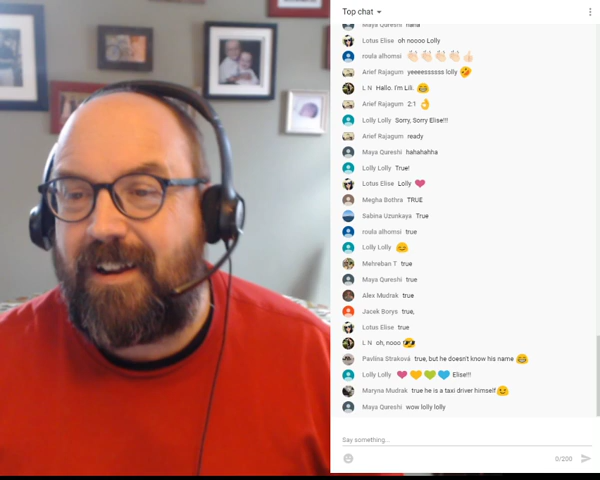 Top chat
Maya Qureshi haha
Lotus Elise oh noooo Lolly
roula alhomsi 👏🏻👏🏻👏🏻👏🏻👍🏻
Arief Rajagum yeeeessssss lolly 🤣
L N Hallo. I'm Lili. 😂
Arief Rajagum 2:1 👌
Lolly Lolly Sorry, Sorry Elise!!!
Arief Rajagum ready
Maya Qureshi hahahahha
Lolly Lolly True!
Lotus Elise Lolly ❤
Megha Bothra TRUE
Sabina Uzunkaya True
roula alhomsi true
Lolly Lolly 😊
Mehreban T true
Maya Qureshi true
Alex Mudrak true
Jacek Borys true,
Lotus Elise true
L N oh, nooo
Pavlína Straková true, but he doesn't know his name 😂
Lolly Lolly ❤🧡💚💙 Elise!!!
Maryna Mudrak true he is a taxi driver himself 😉
Maya Qureshi wow lolly lolly
Say something...
0/200